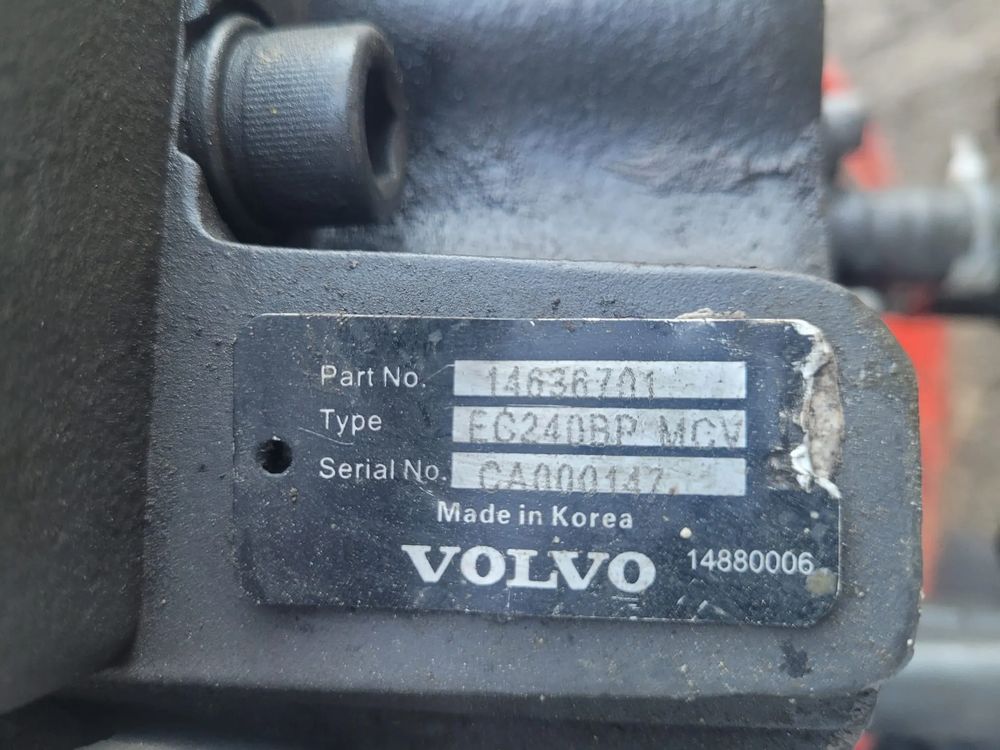 Part No. 14636701
Type EC240BP MCV
Serial No. CA000147
Made in Korea
VOLVO 14880006